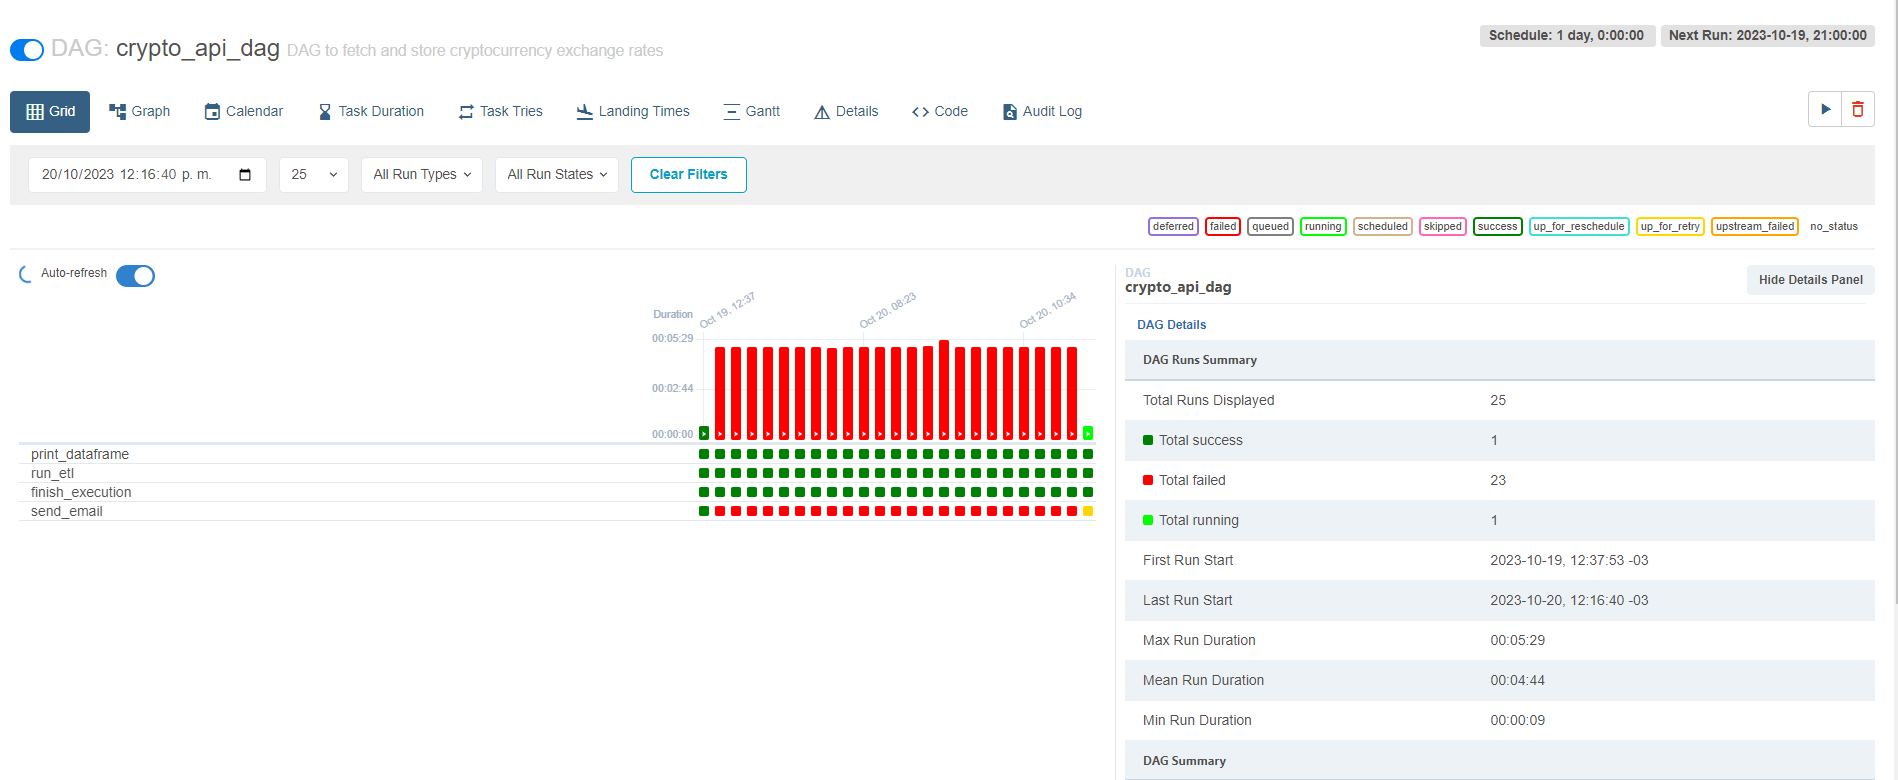 DAG: crypto_api_dag DAG to fetch and store cryptocurrency exchange rates
Schedule: 1 day, 0:00:00 Next Run: 2023-10-19, 21:00:00
Grid Graph Calendar Task Duration Task Tries Landing Times Gantt Details Code Audit Log
20/10/2023 12:16:40 p. m. 25 All Run Types All Run States Clear Filters
deferred failed queued running scheduled skipped success up_for_reschedule up_for_retry upstream_failed no_status
Auto-refresh
Oct 19, 12:37 Oct 20, 08:23 Oct 20, 10:34
Duration
00:05:29
00:02:44
00:00:00
print_dataframe
run_etl
finish_execution
send_email
DAG
crypto_api_dag
Hide Details Panel
DAG Details
DAG Runs Summary
Total Runs Displayed 25
Total success 1
Total failed 23
Total running 1
First Run Start 2023-10-19, 12:37:53 -03
Last Run Start 2023-10-20, 12:16:40 -03
Max Run Duration 00:05:29
Mean Run Duration 00:04:44
Min Run Duration 00:00:09
DAG Summary